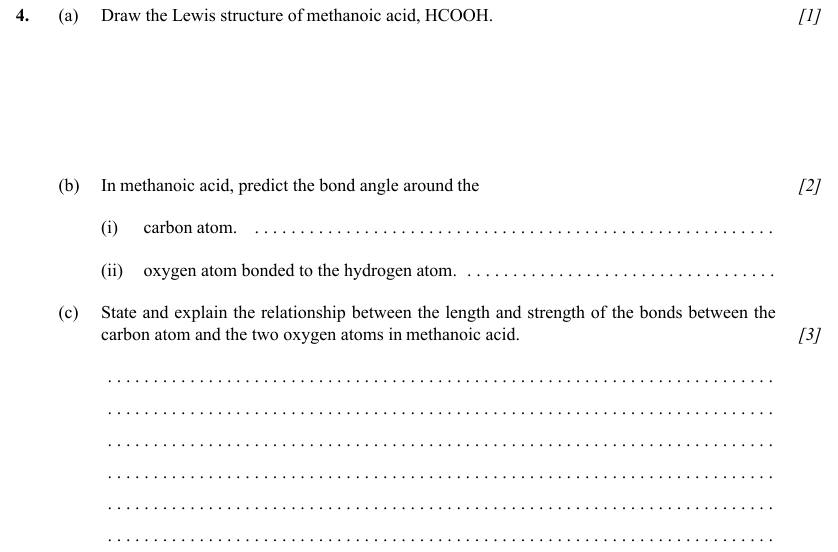 4. (a) Draw the Lewis structure of methanoic acid, HCOOH. [1]
(b) In methanoic acid, predict the bond angle around the [2]
(i) carbon atom. . . . . . . . . . . . . . . . . . . . . . . . . . . . . . . . . . . . . . . . . . . . . . . . . . . . . . . . . .
(ii) oxygen atom bonded to the hydrogen atom. . . . . . . . . . . . . . . . . . . . . . . . . . . . . . . . . . .
(c) State and explain the relationship between the length and strength of the bonds between the
carbon atom and the two oxygen atoms in methanoic acid. [3]